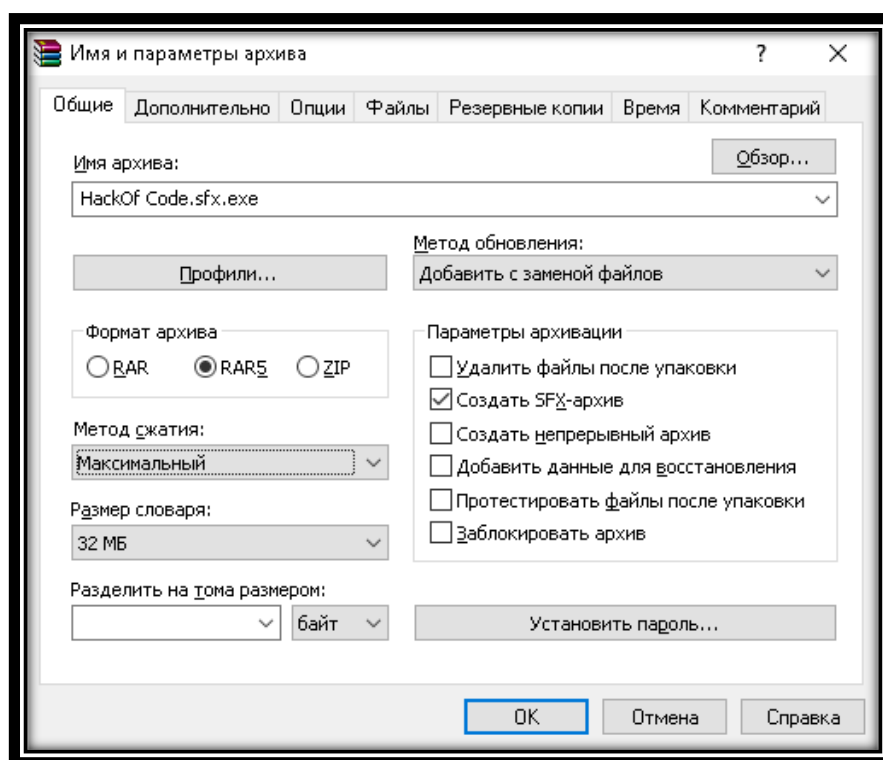 Имя и параметры архива
?
Общие Дополнительно Опции Файлы Резервные копии Время Комментарий
Имя архива:
Обзор...
HackOf Code.sfx.exe
Метод обновления:
Профили...
Добавить с заменой файлов
Формат архива
RAR RAR5 ZIP
Параметры архивации
Удалить файлы после упаковки
Создать SFX-архив
Создать непрерывный архив
Добавить данные для восстановления
Протестировать файлы после упаковки
Заблокировать архив
Метод сжатия:
Максимальный
Размер словаря:
32 МБ
Разделить на тома размером:
байт
Установить пароль...
OK Отмена Справка